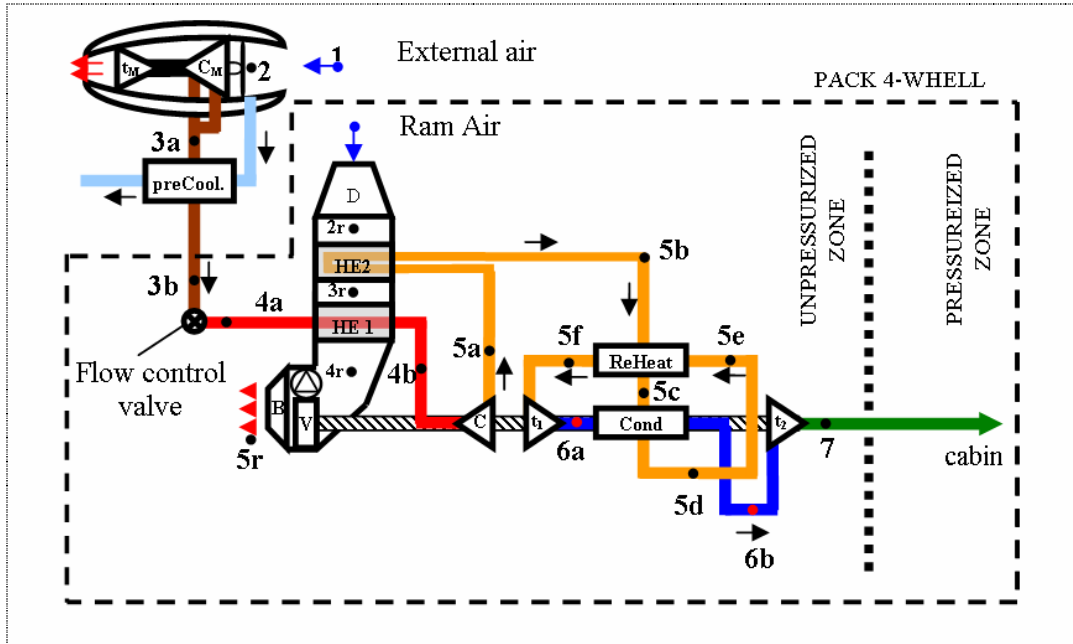 External air
1
2
tM
CM
PACK 4-WHELL
3a
Ram Air
preCool.
D
2r
UNPRESSURIZED
ZONE
PRESSUREIZED
ZONE
5b
HE2
3b
3r
4a
HE 1
5f
5e
ReHeat
5a
Flow control
valve
4r
4b
5c
B
V
C
t1
Cond
t2
5r
6a
7
cabin
5d
6b